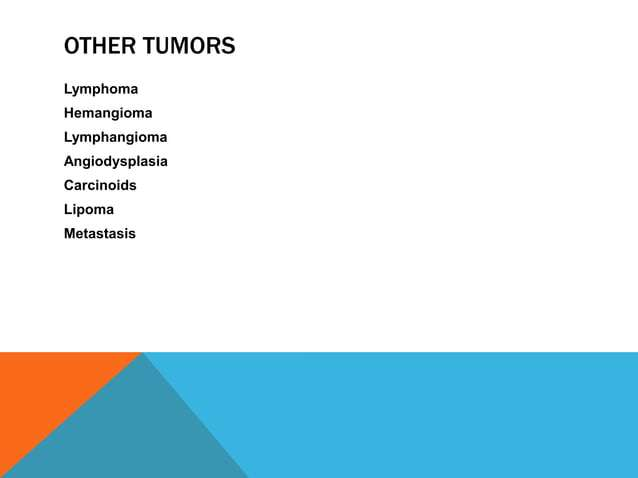 OTHER TUMORS
Lymphoma
Hemangioma
Lymphangioma
Angiodysplasia
Carcinoids
Lipoma
Metastasis